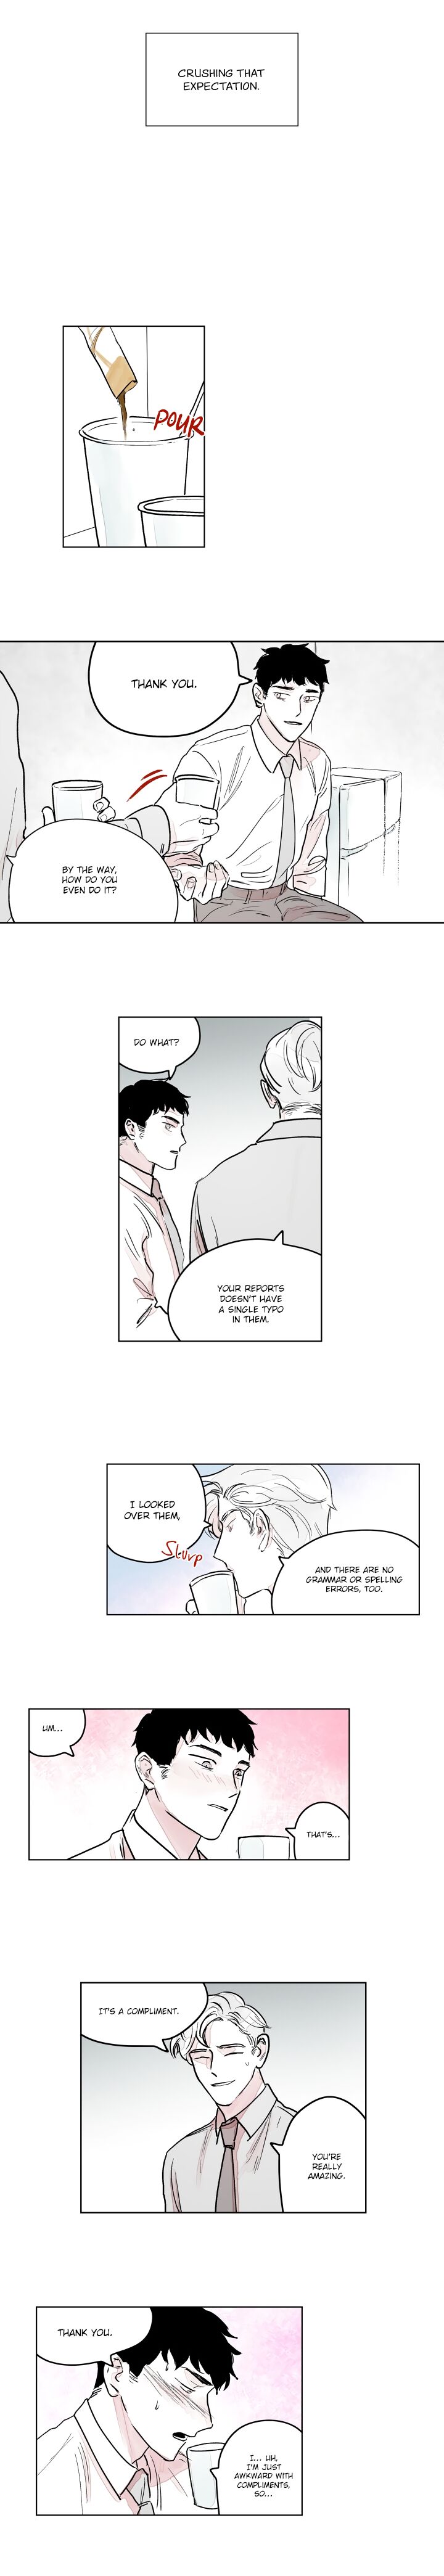 CRUSHING THAT
EXPECTATION.
POUR
THANK YOU.
BY THE WAY,
HOW DO YOU
EVEN DO IT?
DO WHAT?
YOUR REPORTS
DOESN'T HAVE
A SINGLE TYPO
IN THEM.
I LOOKED
OVER THEM,
SLURP
AND THERE ARE NO
GRAMMAR OR SPELLING
ERRORS, TOO.
UM...
THAT'S...
IT'S A COMPLIMENT.
YOU'RE
REALLY
AMAZING.
THANK YOU.
I... UH,
I'M JUST
AWKWARD WITH
COMPLIMENTS,
SO...